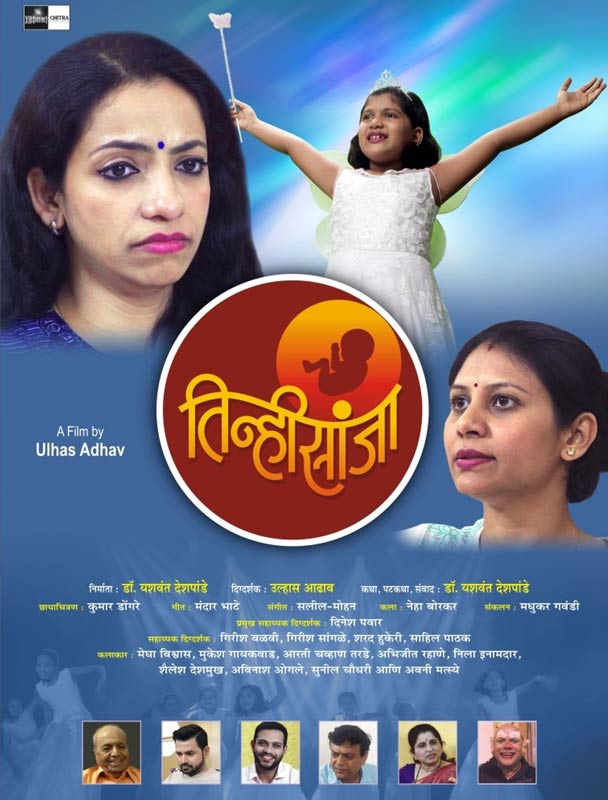 CHITRA
तिन्हीसांजा
A Film by
Ulhas Adhav
निर्माता : डॉ. यशवंत देशपांडे दिग्दर्शक : उल्हास आढाव कथा, पटकथा, संवाद : डॉ. यशवंत देशपांडे
छायाचित्रण : कुमार डोंगरे गीत : मंदार भाटे संगीत : सलील-मोहन कला : नेहा बोरकर संकलन : मधुकर गवंडी
प्रमुख सहाय्यक दिग्दर्शक : दिनेश पवार
सहाय्यक दिग्दर्शक : गिरीश वळवी, गिरीश सांगळे, शरद हुकेरी, साहिल पाठक
कलाकार : मेघा विश्वास, मुकेश गायकवाड, आरती चव्हाण तरडे, अभिजीत रहाणे, निला इनामदार,
शैलेश देशमुख, अविनाश ओगले, सुनील चौधरी आणि अवनी मत्स्ये